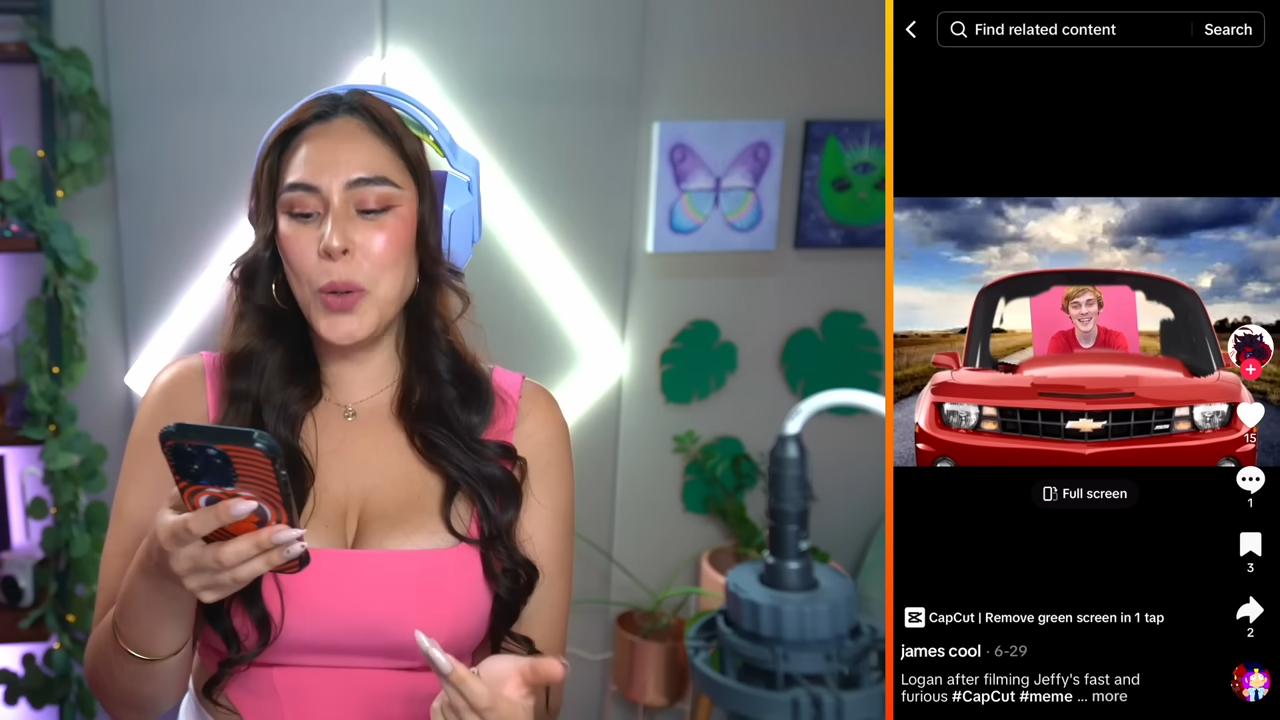 Find related content
Search
Full screen
CapCut | Remove green screen in 1 tap
james cool · 6-29
Logan after filming Jeffy's fast and
furious #CapCut #meme ... more
15
1
3
2